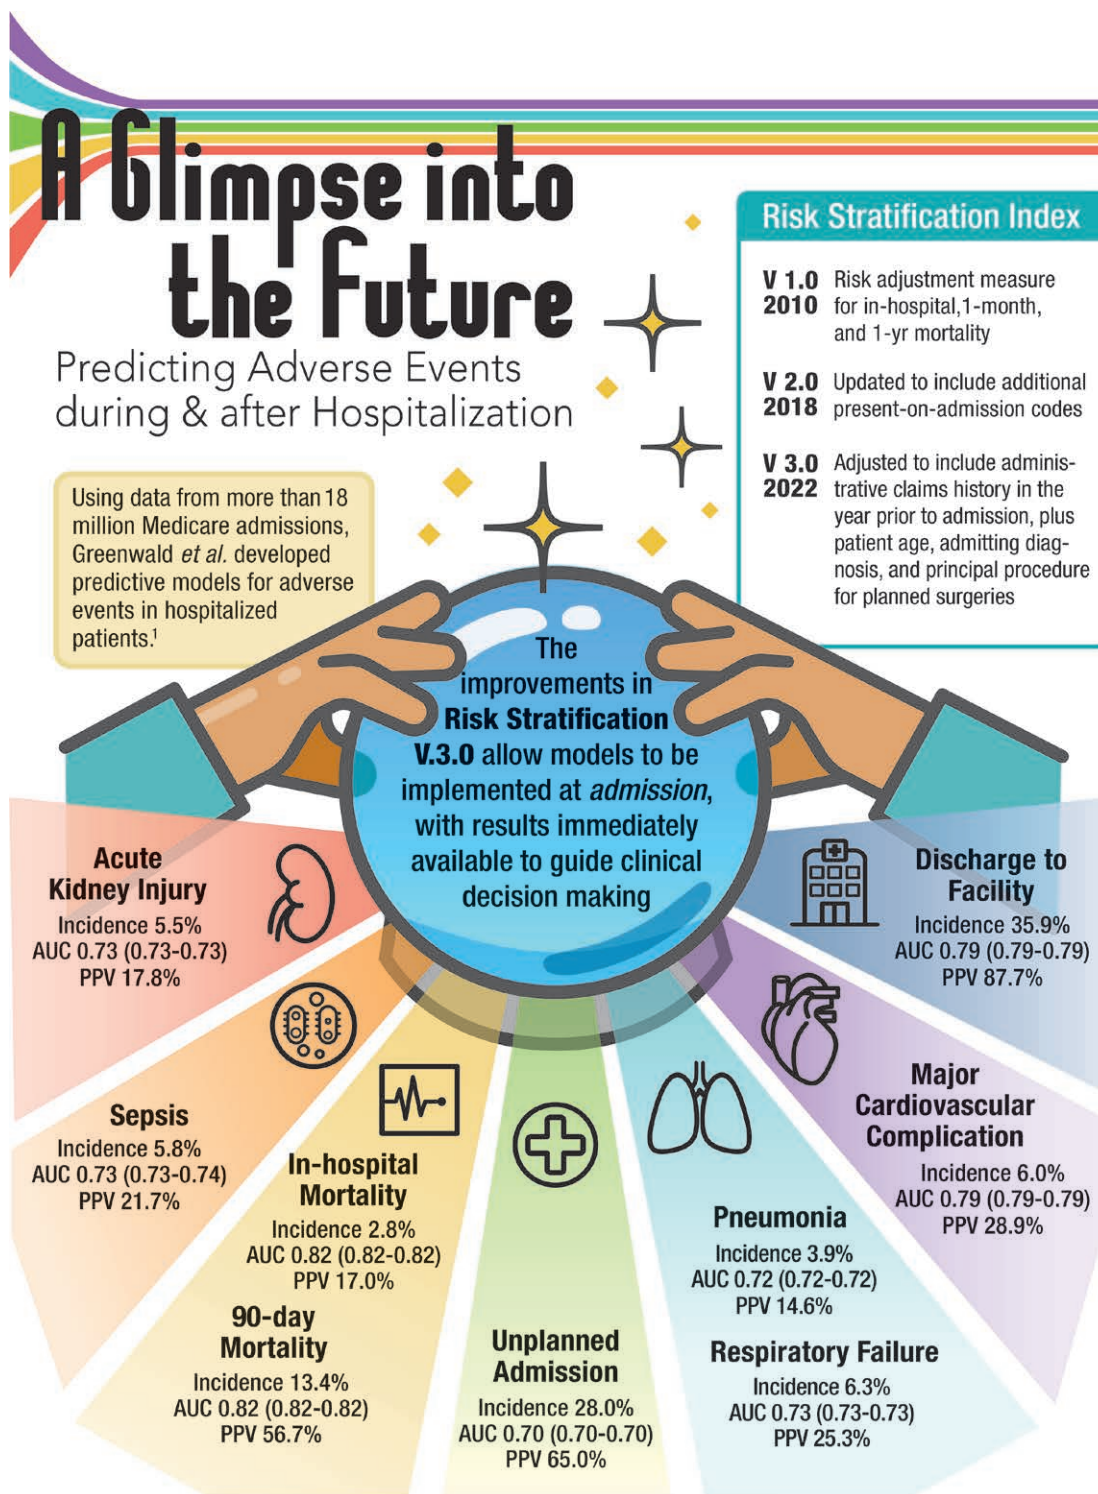 A Glimpse into
the Future
Predicting Adverse Events
during & after Hospitalization
Risk Stratification Index
V 1.0 Risk adjustment measure
2010 for in-hospital,1-month,
and 1-yr mortality
V 2.0 Updated to include additional
2018 present-on-admission codes
V 3.0 Adjusted to include adminis-
2022 trative claims history in the
year prior to admission, plus
patient age, admitting diag-
nosis, and principal procedure
for planned surgeries
Using data from more than 18
million Medicare admissions,
Greenwald et al. developed
predictive models for adverse
events in hospitalized
patients.¹
The
improvements in
Risk Stratification
V.3.0 allow models to be
implemented at admission,
with results immediately
available to guide clinical
decision making
Acute
Kidney Injury
Incidence 5.5%
AUC 0.73 (0.73-0.73)
PPV 17.8%
Sepsis
Incidence 5.8%
AUC 0.73 (0.73-0.74)
PPV 21.7%
In-hospital
Mortality
Incidence 2.8%
AUC 0.82 (0.82-0.82)
PPV 17.0%
90-day
Mortality
Incidence 13.4%
AUC 0.82 (0.82-0.82)
PPV 56.7%
Unplanned
Admission
Incidence 28.0%
AUC 0.70 (0.70-0.70)
PPV 65.0%
Pneumonia
Incidence 3.9%
AUC 0.72 (0.72-0.72)
PPV 14.6%
Respiratory Failure
Incidence 6.3%
AUC 0.73 (0.73-0.73)
PPV 25.3%
Major
Cardiovascular
Complication
Incidence 6.0%
AUC 0.79 (0.79-0.79)
PPV 28.9%
Discharge to
Facility
Incidence 35.9%
AUC 0.79 (0.79-0.79)
PPV 87.7%